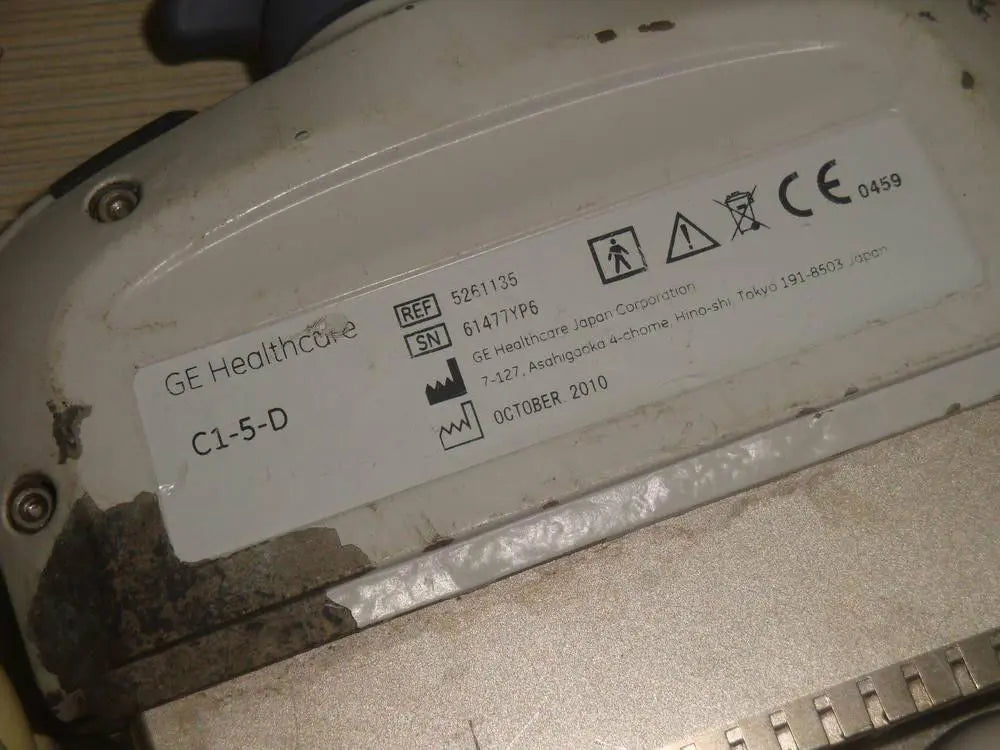 GE Healthcare
C1-5-D
REF 5261135
SN 61477YP6
GE Healthcare Japan Corporation
7-127, Asahigaoka 4-chome, Hino-shi, Tokyo 191-8503 Japan
OCTOBER 2010
CE 0459